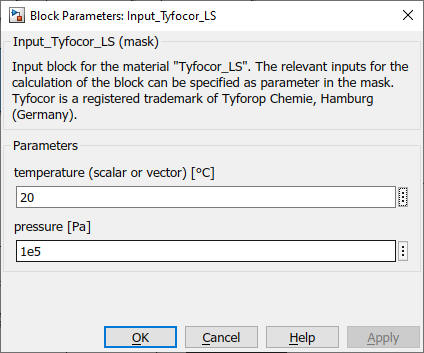 Block Parameters: Input_Tyfocor_LS
Input_Tyfocor_LS (mask)
Input block for the material "Tyfocor_LS". The relevant inputs for the
calculation of the block can be specified as parameter in the mask.
Tyfocor is a registered trademark of Tyforop Chemie, Hamburg
(Germany).
Parameters
temperature (scalar or vector) [°C]
20
pressure [Pa]
1e5
OK Cancel Help Apply